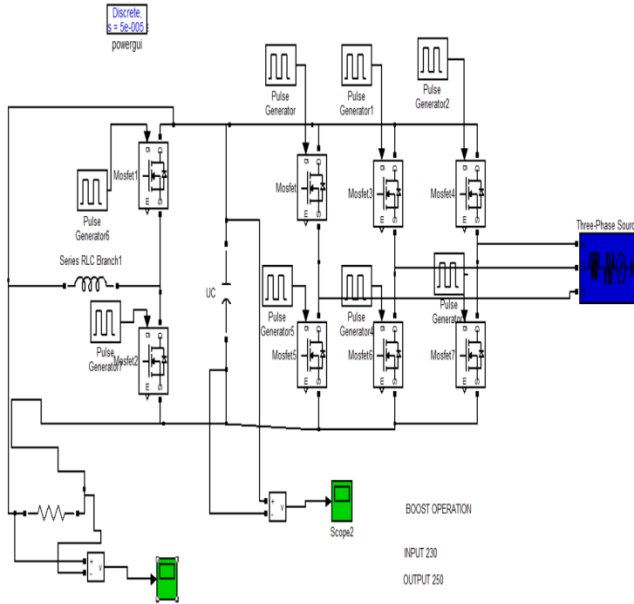 Discrete,
s = 5e-005
powergui
Pulse
Generator
Pulse
Generator1
Pulse
Generator2
Mosfet1
Mosfet
Mosfet3
Mosfet4
Pulse
Generator6
Three-Phase Sourc
Series RLC Branch1
UC
Pulse
Generator7
Mosfet2
Pulse
Generator5
Pulse
Generator4
Pulse
Mosfet5
Mosfet6
Mosfet7
Scope2
BOOST OPERATION
INPUT 230
OUTPUT 250